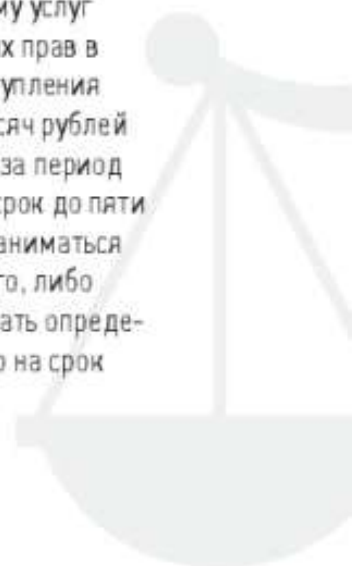 му услуг
х прав в
упления
сяч рублей
за период
рок до пяти
аниматься
го, либо
ать опреде-
о на срок